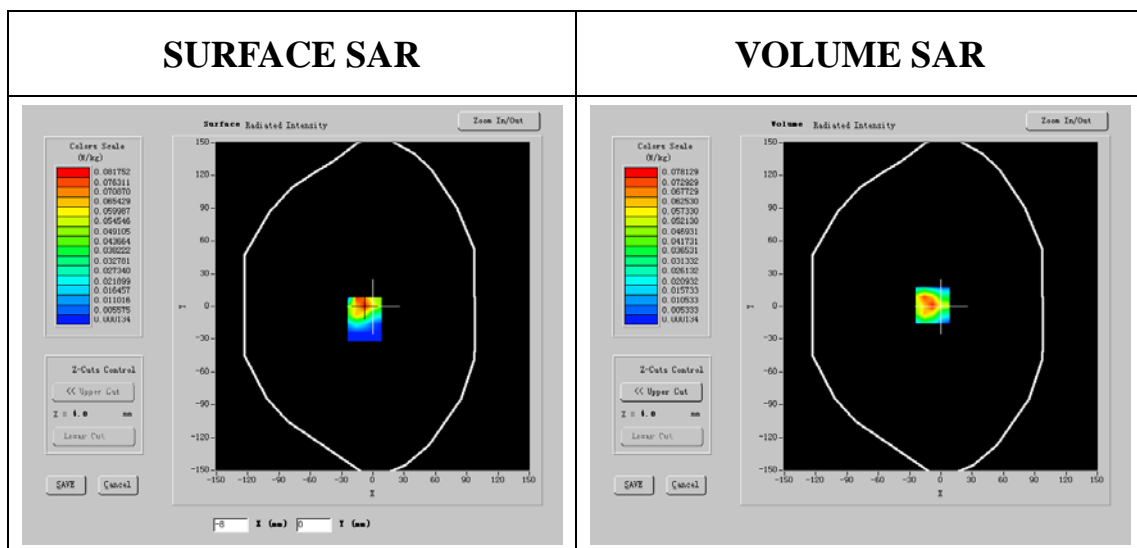 SURFACE SAR
VOLUME SAR
Surface Radiated Intensity
Zoom In/Out
Colors Scale
(W/kg)
0.081752
0.076311
0.070870
0.065429
0.059987
0.054546
0.049105
0.043664
0.038222
0.032781
0.027340
0.021899
0.016457
0.011016
0.005575
0.000134
150
90
60
30
0
-30
-60
-90
-120
-150
Y
-150 -120 -90 -60 -30 0 30 60 90 120 150
X
Z-Cuts Control
<< Upper Cut
Z = 4.0 mm
Lower Cut
SAVE Cancel
-8 X (mm) 0 Y (mm)
Volume Radiated Intensity
Zoom In/Out
Colors Scale
(W/kg)
0.078129
0.072929
0.067729
0.062530
0.057330
0.052130
0.046931
0.041731
0.036531
0.031332
0.026132
0.020932
0.015733
0.010533
0.005333
0.000134
150
90
60
30
0
-30
-60
-90
-120
-150
Y
-150 -120 -90 -60 -30 0 30 60 90 120 150
X
Z-Cuts Control
<< Upper Cut
Z = 4.0 mm
Lower Cut
SAVE Cancel